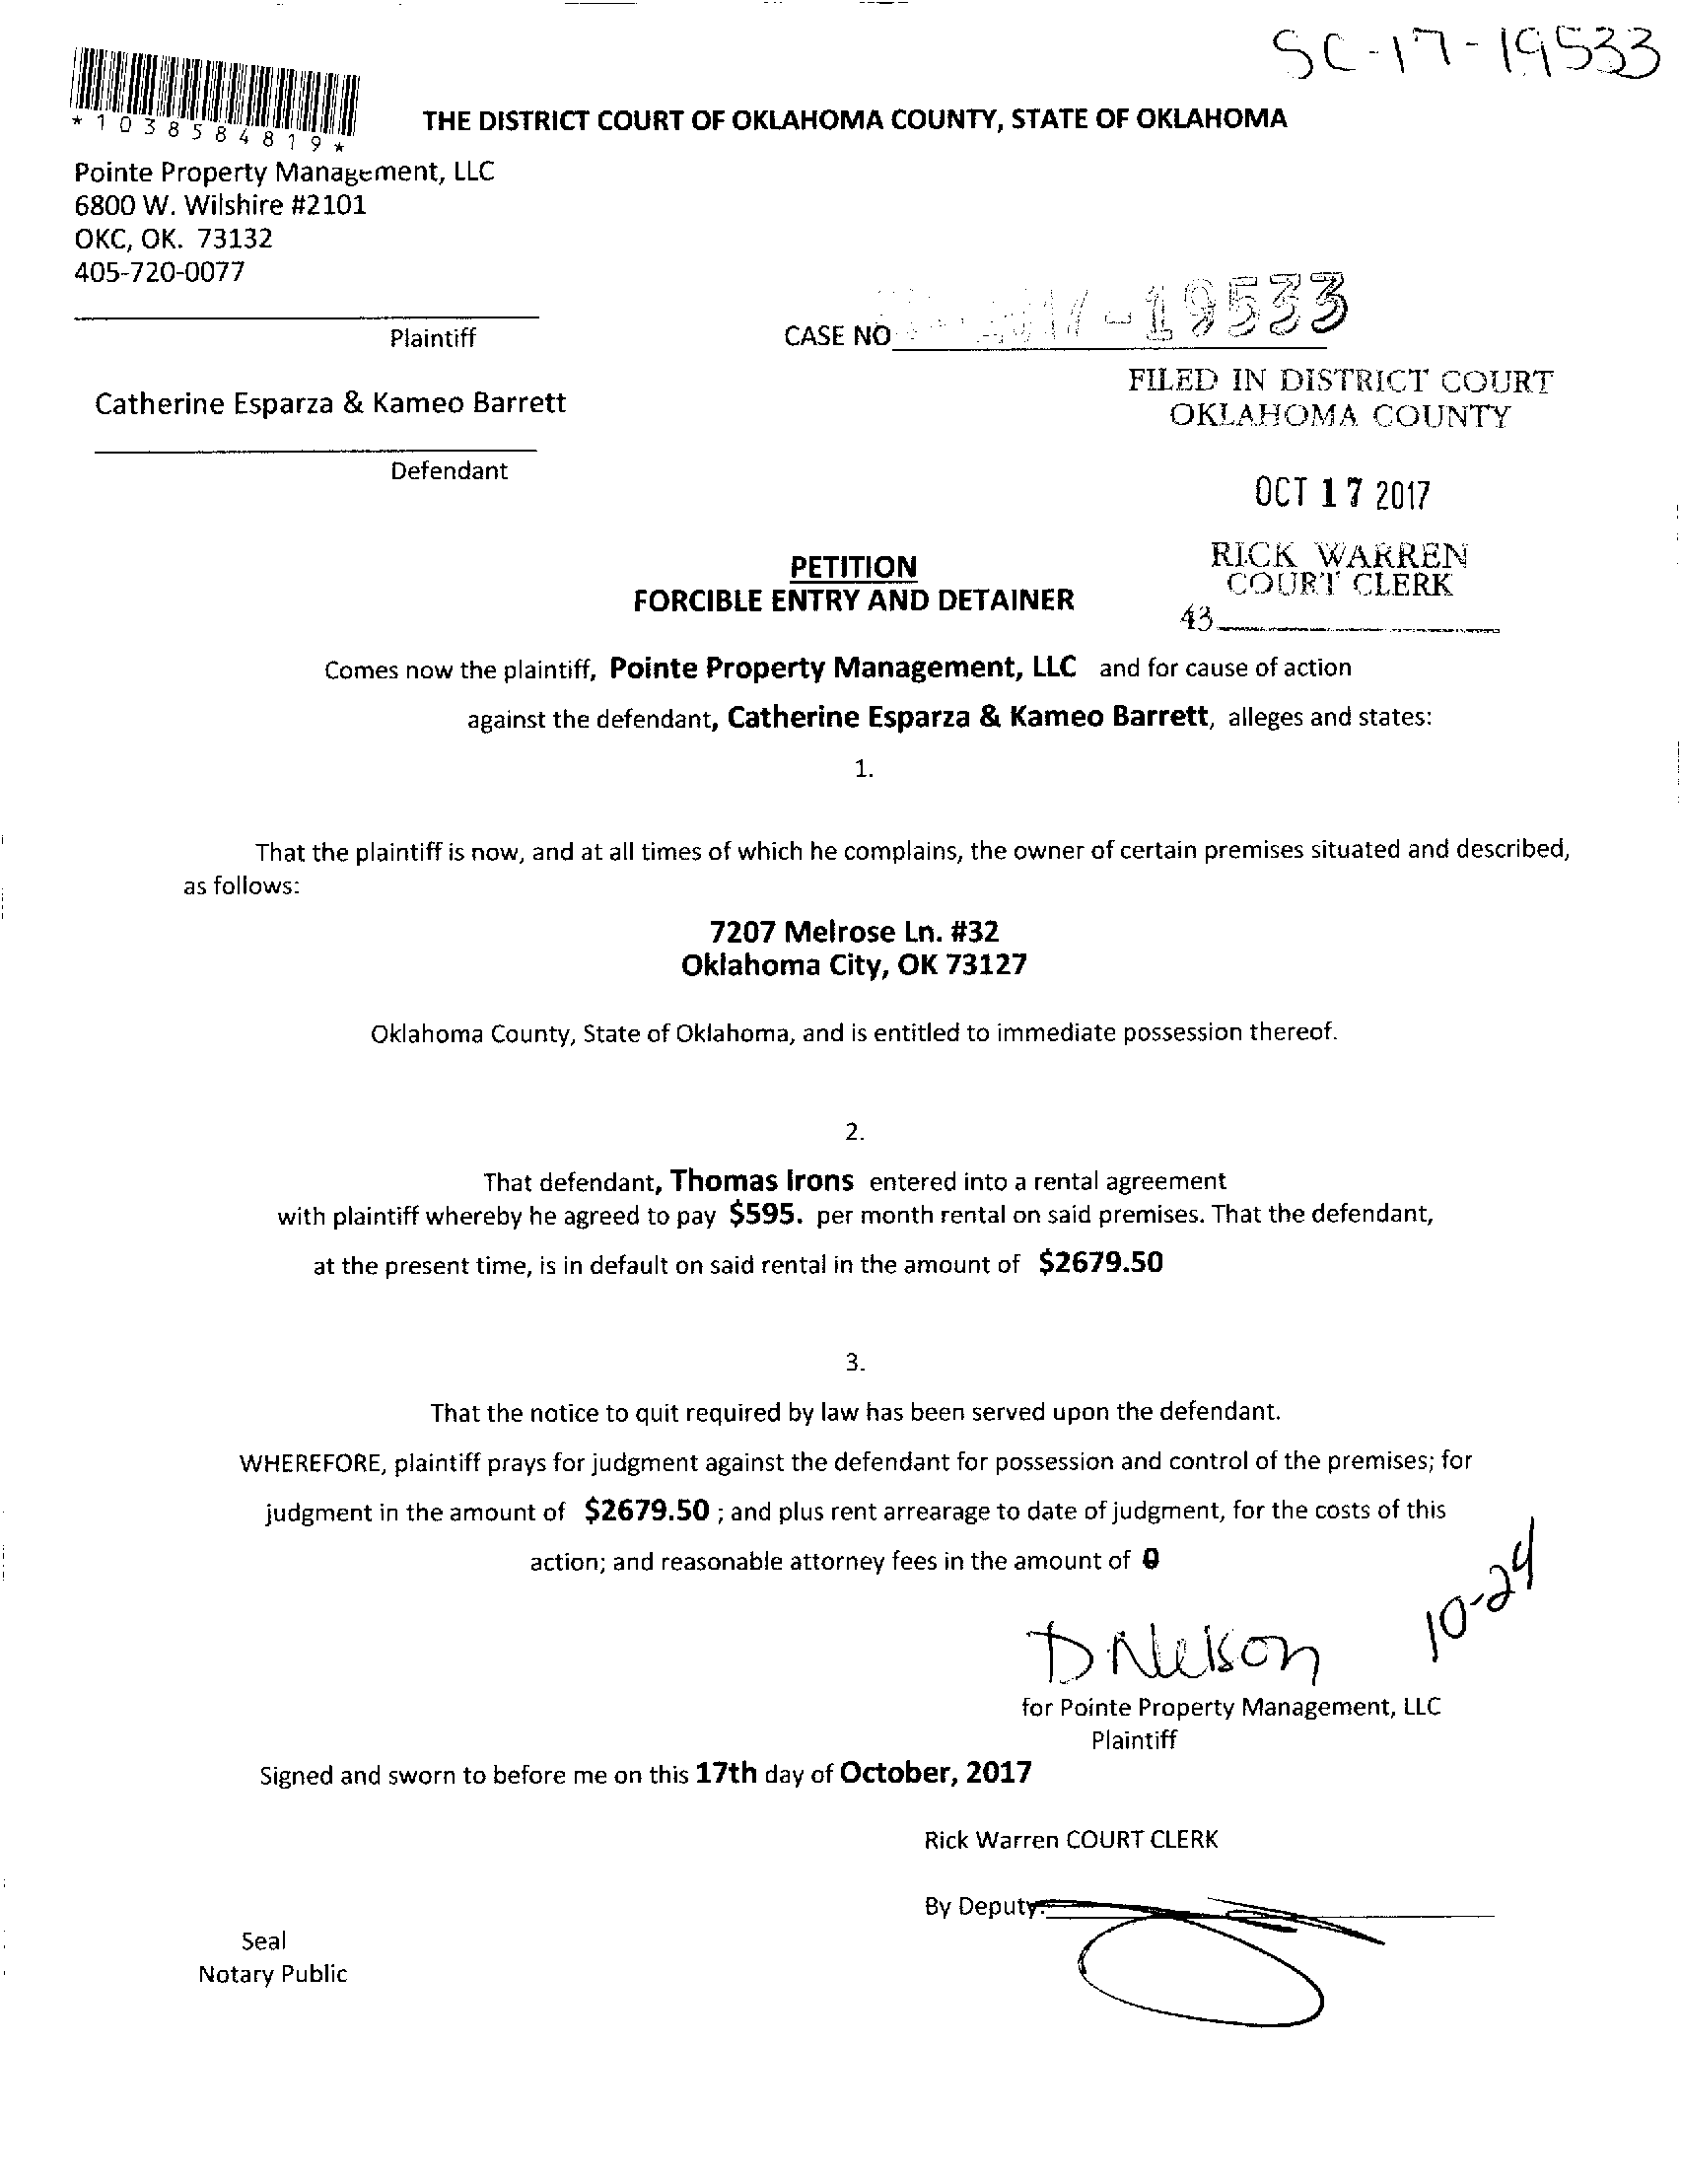 SC-17-19533
*1038584819*
THE DISTRICT COURT OF OKLAHOMA COUNTY, STATE OF OKLAHOMA
Pointe Property Management, LLC
6800 W. Wilshire #2101
OKC, OK. 73132
405-720-0077
Plaintiff
CASE NO 17-19533
FILED IN DISTRICT COURT
OKLAHOMA COUNTY
Catherine Esparza & Kameo Barrett
Defendant
OCT 17 2017
RICK WARREN
COURT CLERK
43
PETITION
FORCIBLE ENTRY AND DETAINER
Comes now the plaintiff, Pointe Property Management, LLC and for cause of action
against the defendant, Catherine Esparza & Kameo Barrett, alleges and states:
1.
That the plaintiff is now, and at all times of which he complains, the owner of certain premises situated and described,
as follows:
7207 Melrose Ln. #32
Oklahoma City, OK 73127
Oklahoma County, State of Oklahoma, and is entitled to immediate possession thereof.
2.
That defendant, Thomas Irons entered into a rental agreement
with plaintiff whereby he agreed to pay $595. per month rental on said premises. That the defendant,
at the present time, is in default on said rental in the amount of $2679.50
3.
That the notice to quit required by law has been served upon the defendant.
WHEREFORE, plaintiff prays for judgment against the defendant for possession and control of the premises; for
judgment in the amount of $2679.50 ; and plus rent arrearage to date of judgment, for the costs of this
action; and reasonable attorney fees in the amount of 0
10-24
D Nelson
for Pointe Property Management, LLC
Plaintiff
Signed and sworn to before me on this 17th day of October, 2017
Rick Warren COURT CLERK
By Deputy:
Seal
Notary Public